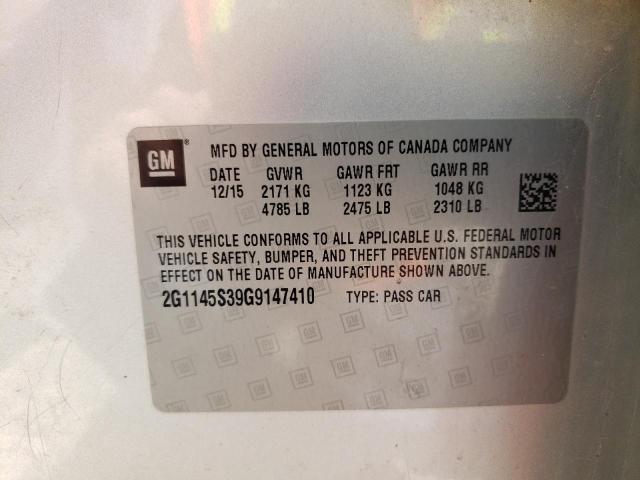 GM ® MFD BY GENERAL MOTORS OF CANADA COMPANY
DATE GVWR GAWR FRT GAWR RR
12/15 2171 KG 1123 KG 1048 KG
4785 LB 2475 LB 2310 LB
THIS VEHICLE CONFORMS TO ALL APPLICABLE U.S. FEDERAL MOTOR
VEHICLE SAFETY, BUMPER, AND THEFT PREVENTION STANDARDS IN
EFFECT ON THE DATE OF MANUFACTURE SHOWN ABOVE.
2G1145S39G9147410 TYPE: PASS CAR